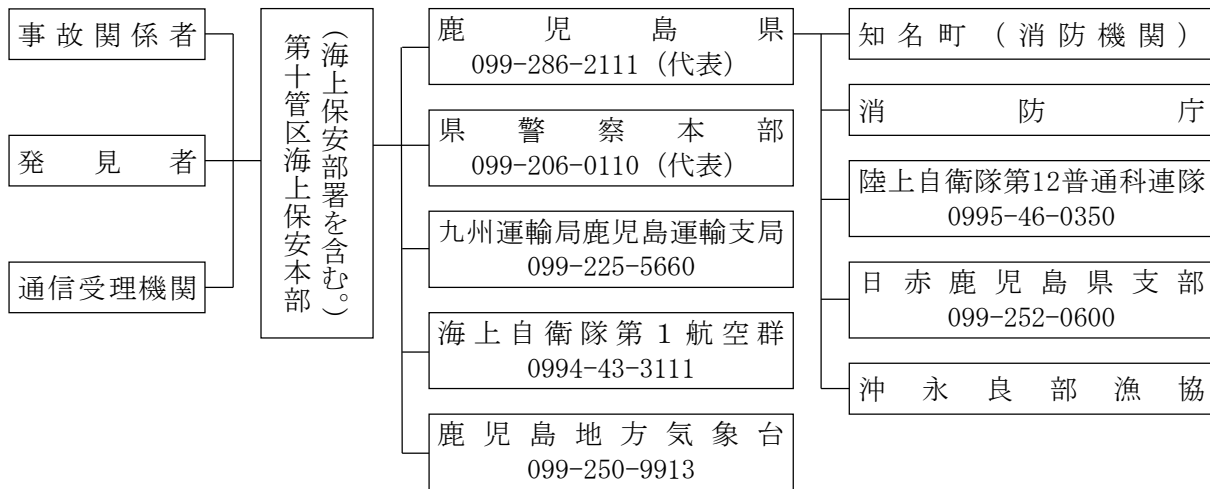 事故関係者
発見者
通信受理機関
第十管区海上保安本部
（海上保安部署を含む。）
鹿児島県
099-286-2111（代表）
県警察本部
099-206-0110（代表）
九州運輸局鹿児島運輸支局
099-225-5660
海上自衛隊第１航空群
0994-43-3111
鹿児島地方気象台
099-250-9913
知名町（消防機関）
消防庁
陸上自衛隊第12普通科連隊
0995-46-0350
日赤鹿児島県支部
099-252-0600
沖永良部漁協